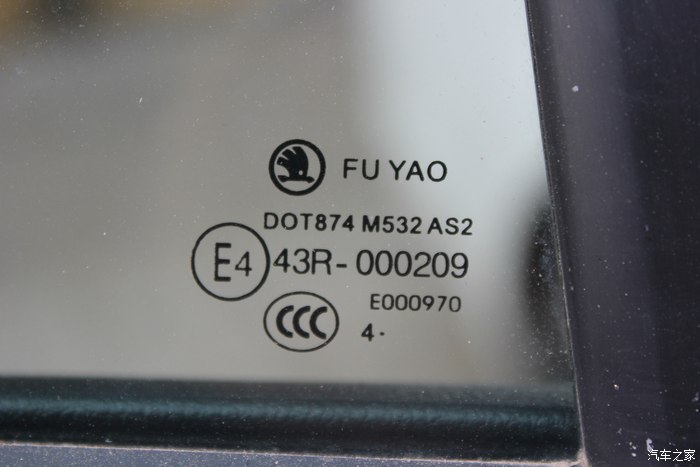 FU YAO
DOT874 M532 AS2
E4 43R-000209
E000970
CCC
4·
汽车之家